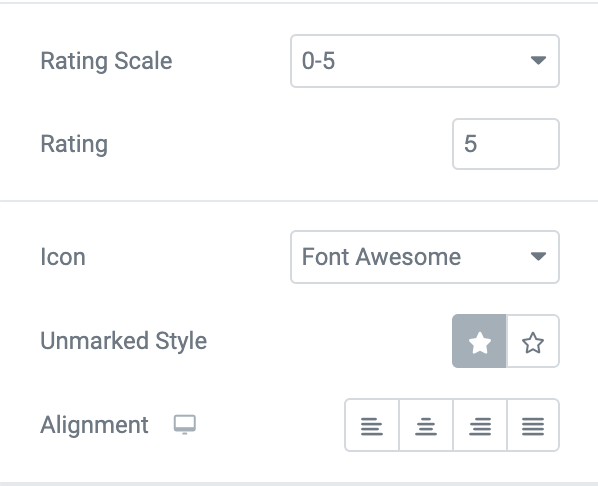 Rating Scale 0-5
Rating 5
Icon Font Awesome
Unmarked Style
Alignment